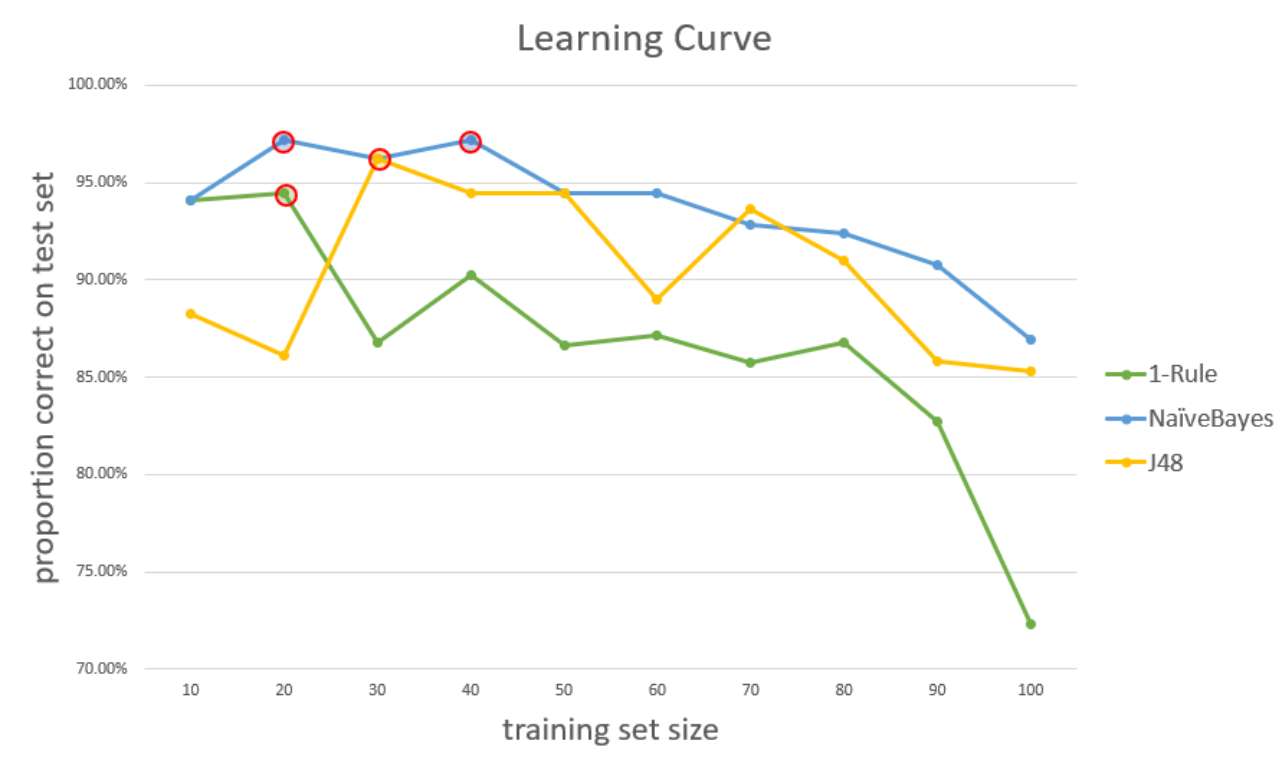 Learning Curve
100.00%
95.00%
90.00%
85.00%
80.00%
75.00%
70.00%
proportion correct on test set
10 20 30 40 50 60 70 80 90 100
training set size
1-Rule
NaïveBayes
J48